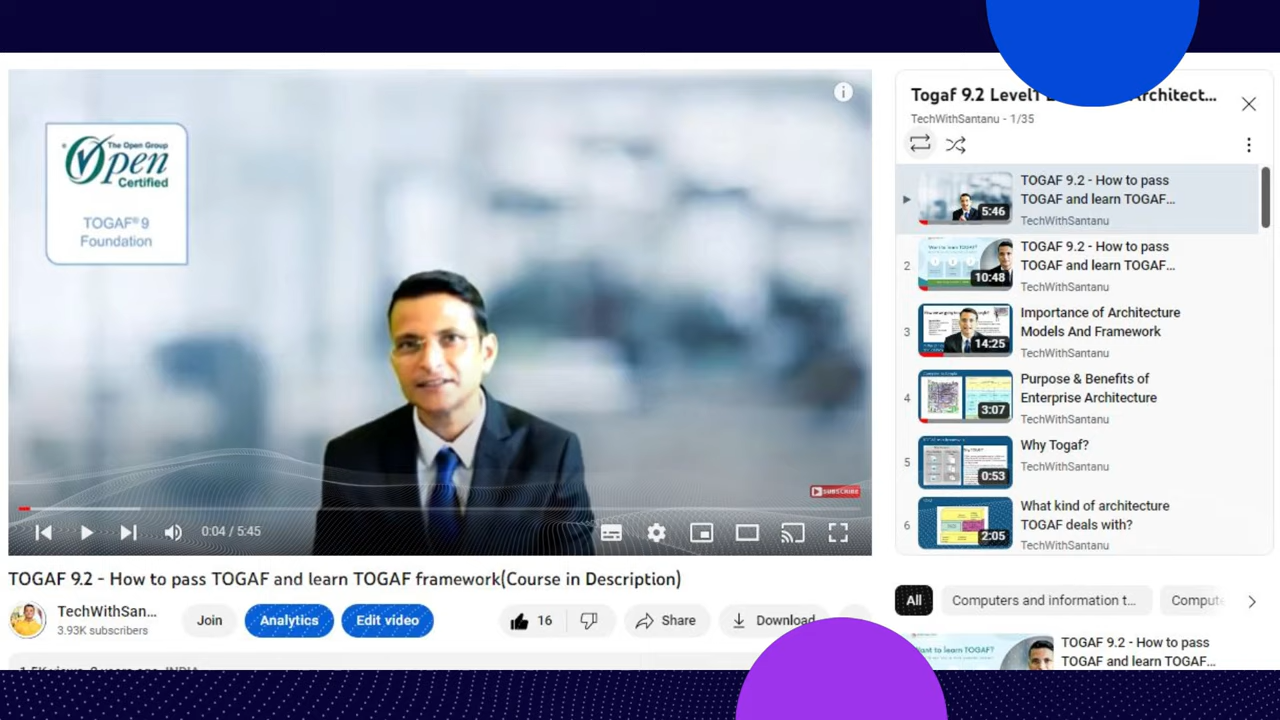 The Open Group
Open
Certified
TOGAF® 9
Foundation
SUBSCRIBE
0:04 / 5:45
TOGAF 9.2 - How to pass TOGAF and learn TOGAF framework(Course in Description)
TechWithSan...
3.93K subscribers
Join
Analytics
Edit video
16
Share
Download
INDIA
Togaf 9.2 Level1
TechWithSantanu - 1/35
TOGAF 9.2 - How to pass
TOGAF and learn TOGAF...
TechWithSantanu
5:46
2
TOGAF 9.2 - How to pass
TOGAF and learn TOGAF...
TechWithSantanu
10:48
3
Importance of Architecture
Models And Framework
TechWithSantanu
14:25
4
Purpose & Benefits of
Enterprise Architecture
TechWithSantanu
3:07
5
Why Togaf?
TechWithSantanu
0:53
6
What kind of architecture
TOGAF deals with?
TechWithSantanu
2:05
All
Computers and information t...
Compute
Want to learn TOGAF?
TOGAF 9.2 - How to pass
TOGAF and learn TOGAF...